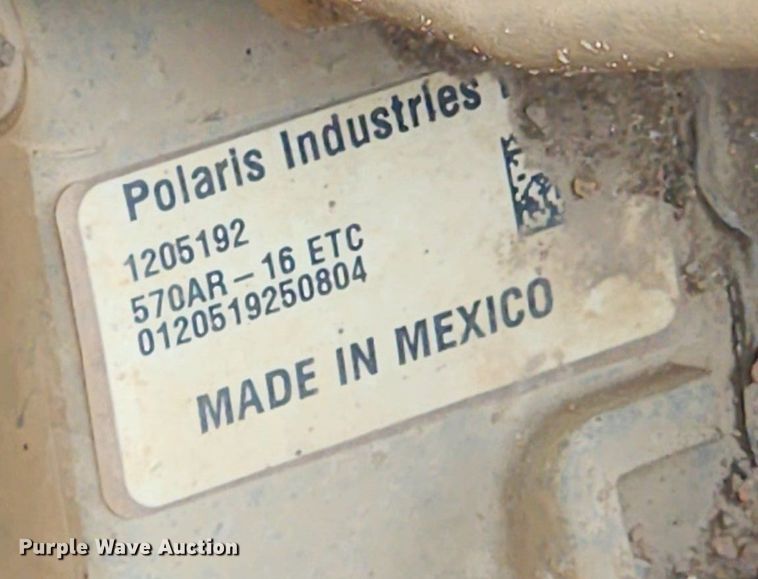 Polaris Industries
1205192
570AR-16 ETC
0120519250804
MADE IN MEXICO
Purple Wave Auction